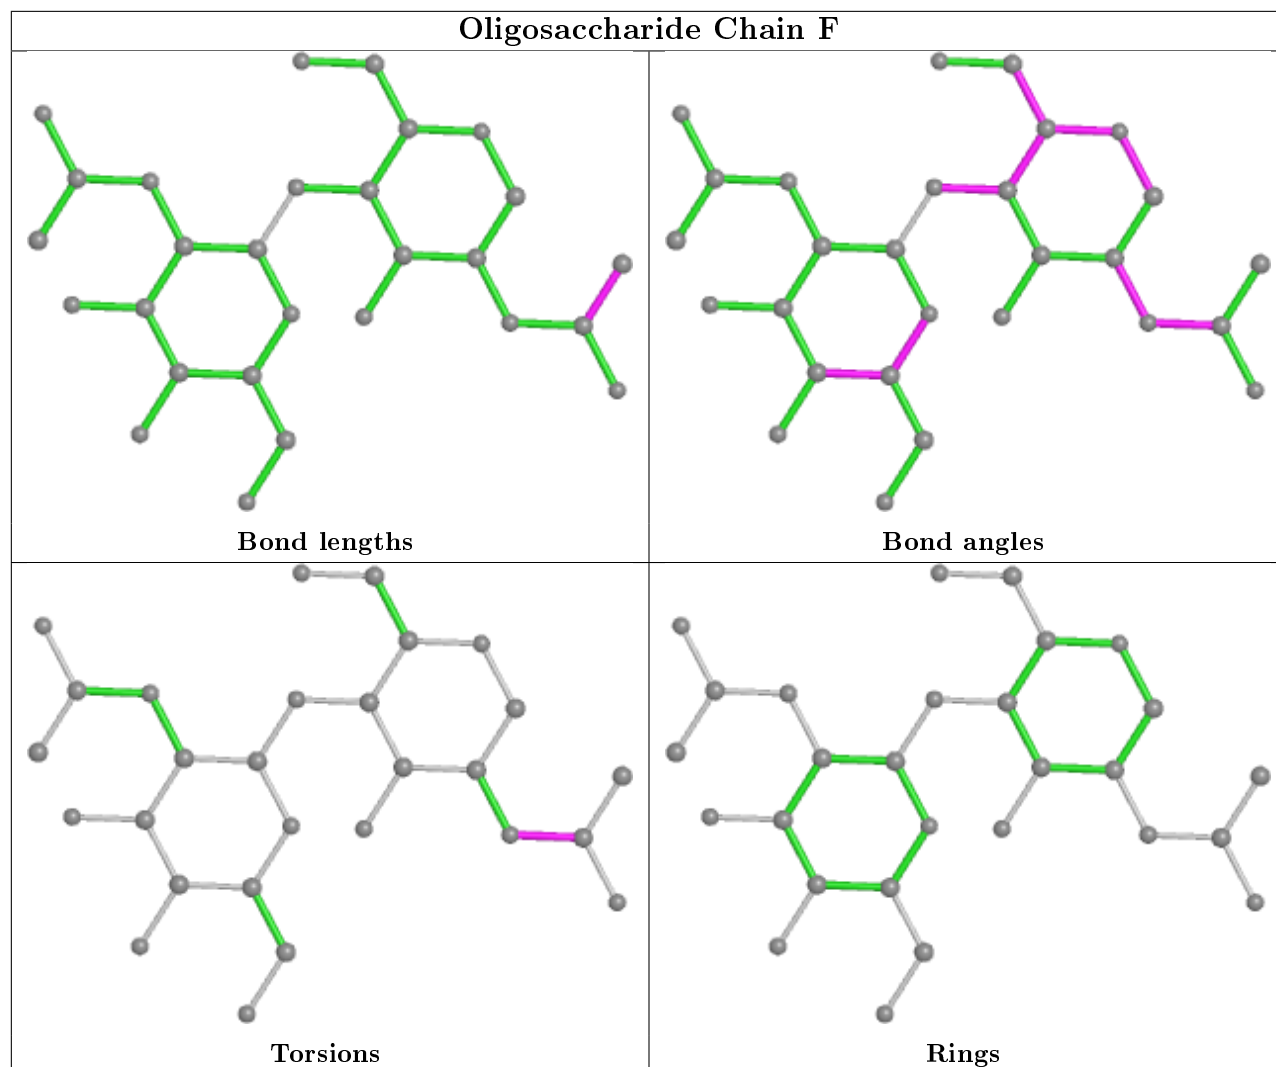 Oligosaccharide Chain F
Bond lengths
Bond angles
Torsions
Rings